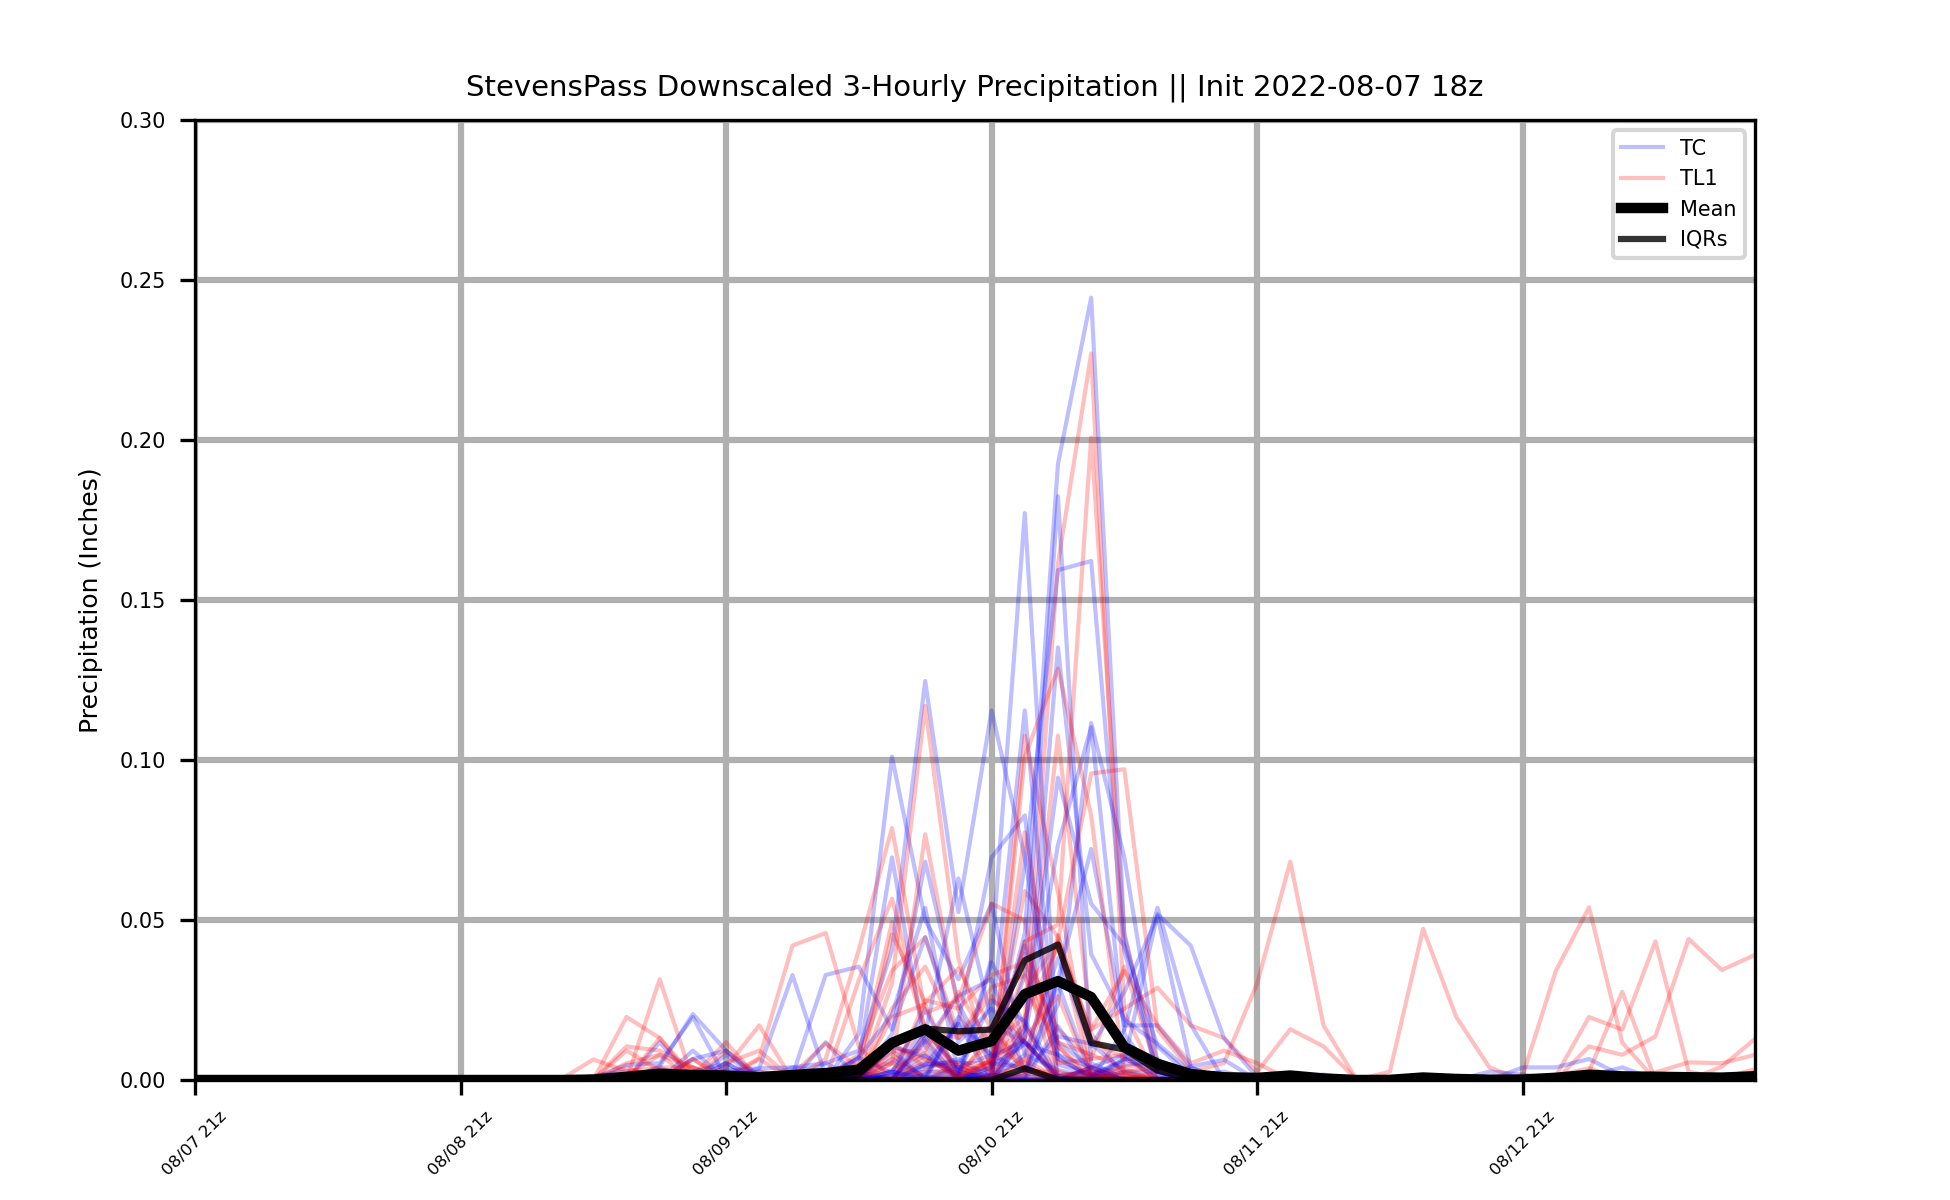 StevensPass Downscaled 3-Hourly Precipitation || Init 2022-08-07 18z
Precipitation (Inches)
0.30
0.25
0.20
0.15
0.10
0.05
0.00
TC
TL1
Mean
IQRs
08/07 21z
08/08 21z
08/09 21z
08/10 21z
08/11 21z
08/12 21z